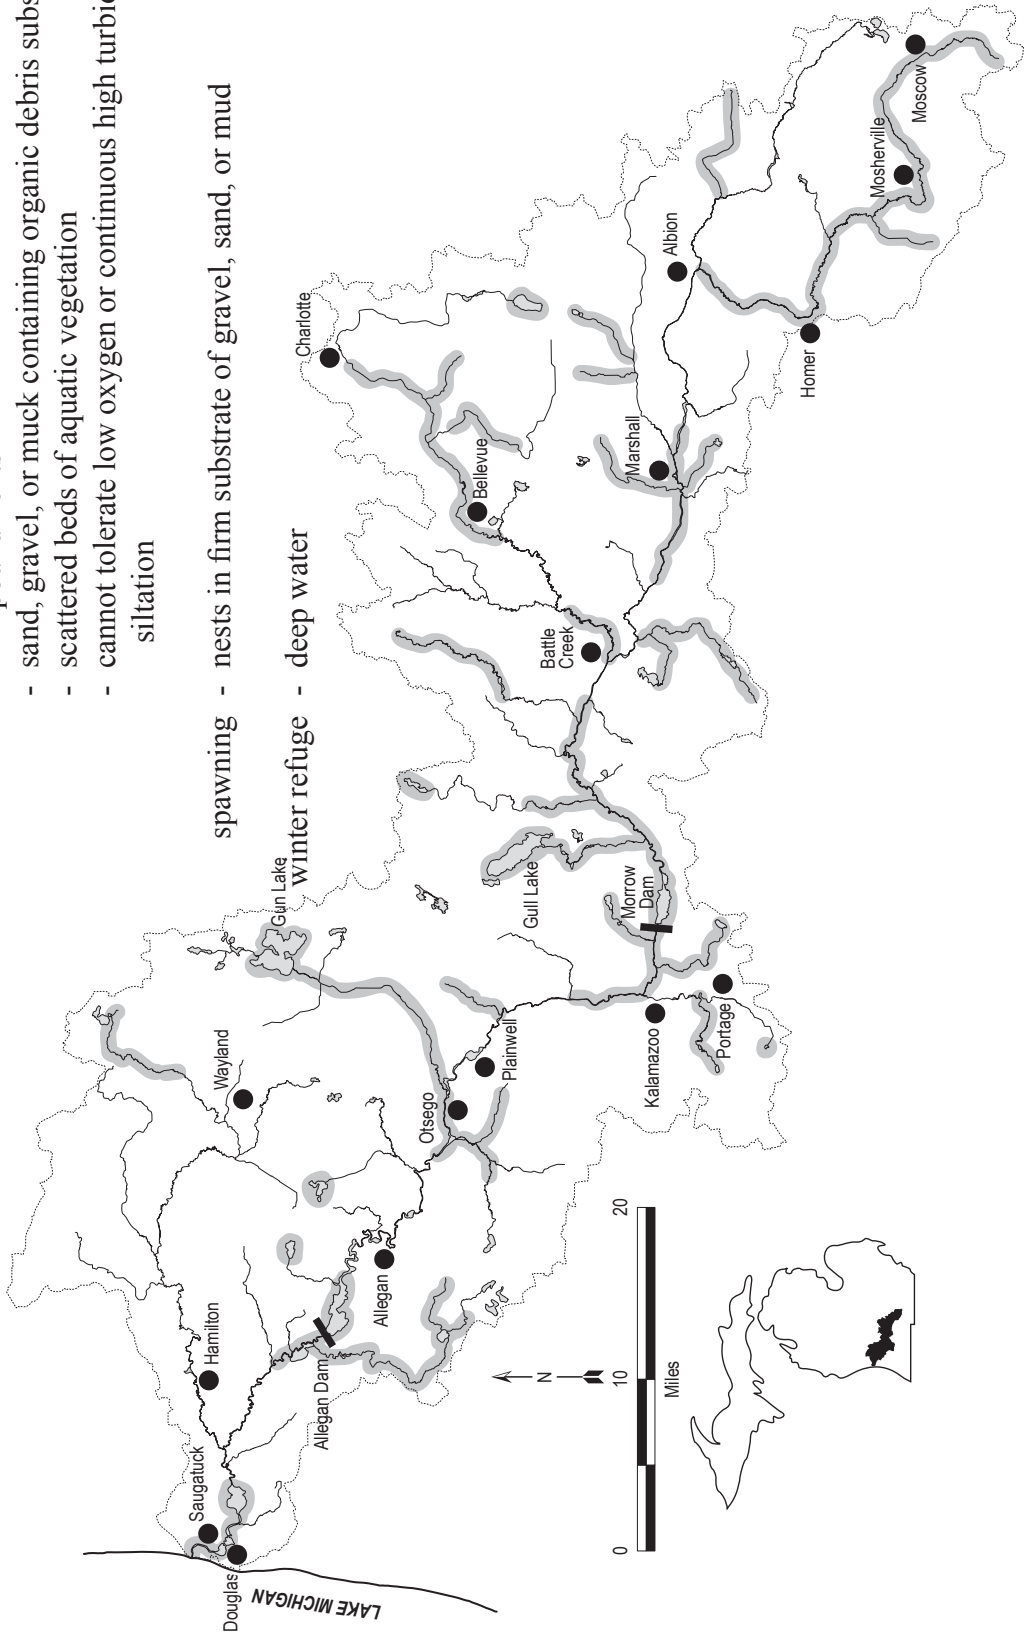 - sand, gravel, or muck containing organic debris
- scattered beds of aquatic vegetation
- cannot tolerate low oxygen or continuous high
siltation
spawning - nests in firm substrate of gravel, sand, or mud
winter refuge - deep water
Charlotte
Bellevue
Albion
Marshall
Moscow
Mosherville
Homer
Battle
Creek
Gun Lake
Gull Lake
Morrow
Dam
Wayland
Plainwell
Otsego
Kalamazoo
Portage
Hamilton
Allegan
Allegan Dam
Saugatuck
Douglas
LAKE MICHIGAN
N
0 10 20
Miles